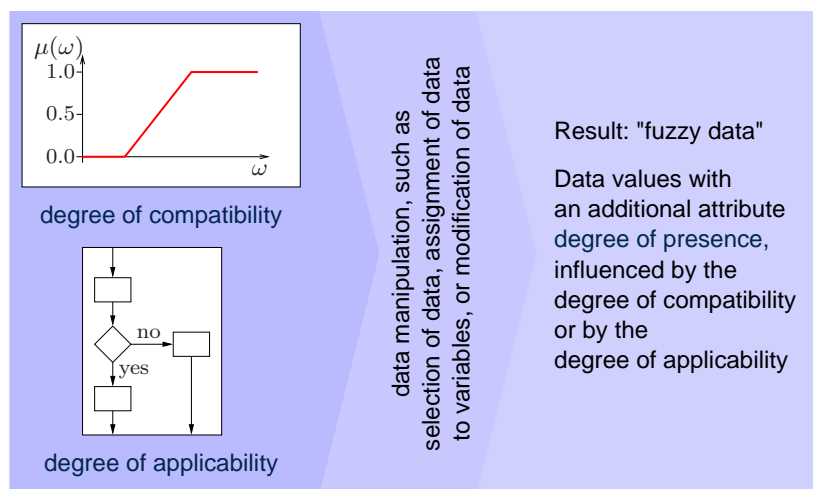 μ(ω)
1.0
0.5
0.0
ω
degree of compatibility
no
yes
degree of applicability
data manipulation, such as
selection of data, assignment of data
to variables, or modification of data
Result: "fuzzy data"
Data values with
an additional attribute
degree of presence,
influenced by the
degree of compatibility
or by the
degree of applicability